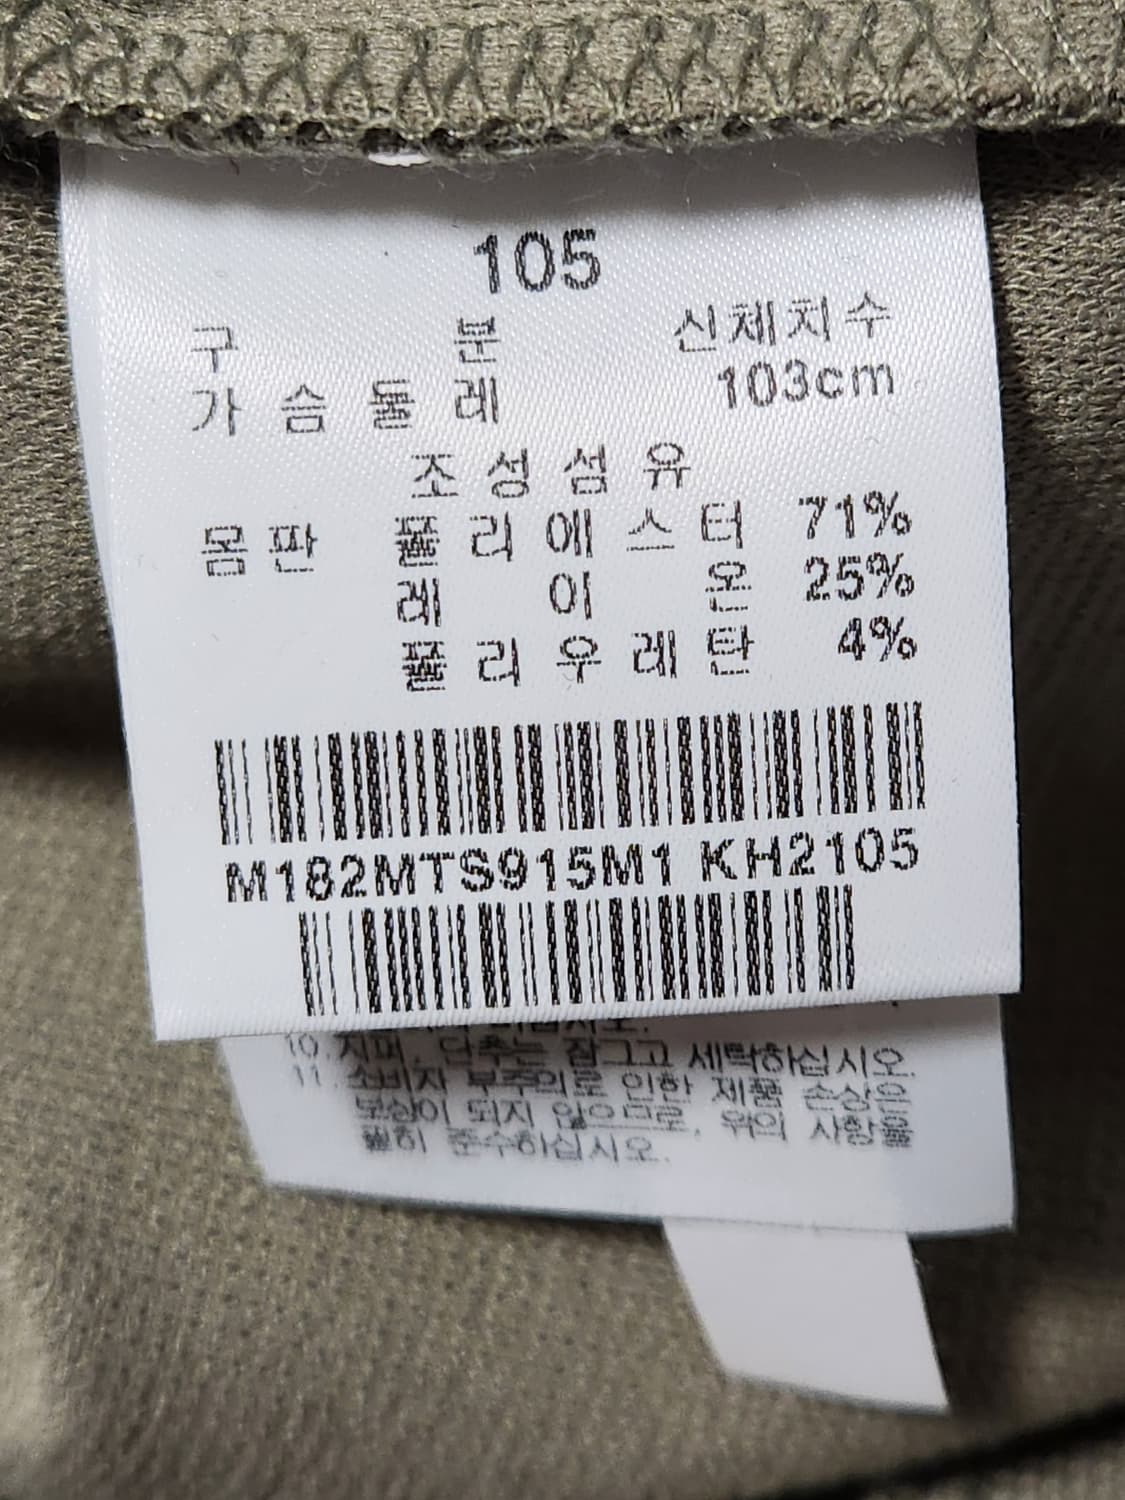 105
구 분 신체치수
가 슴 둘 레 103cm
조 성 섬 유
몸 판 폴 리 에 스 터 71%
레 이 온 25%
폴 리 우 레 탄 4%
M182MTS915M1 KH2105
10.지퍼, 단추는 잠그고 세탁하십시오.
11.소비자 부주의로 인한 제품 손상은
보상이 되지 않으므로, 위의 사항을
필히 준수하십시오.